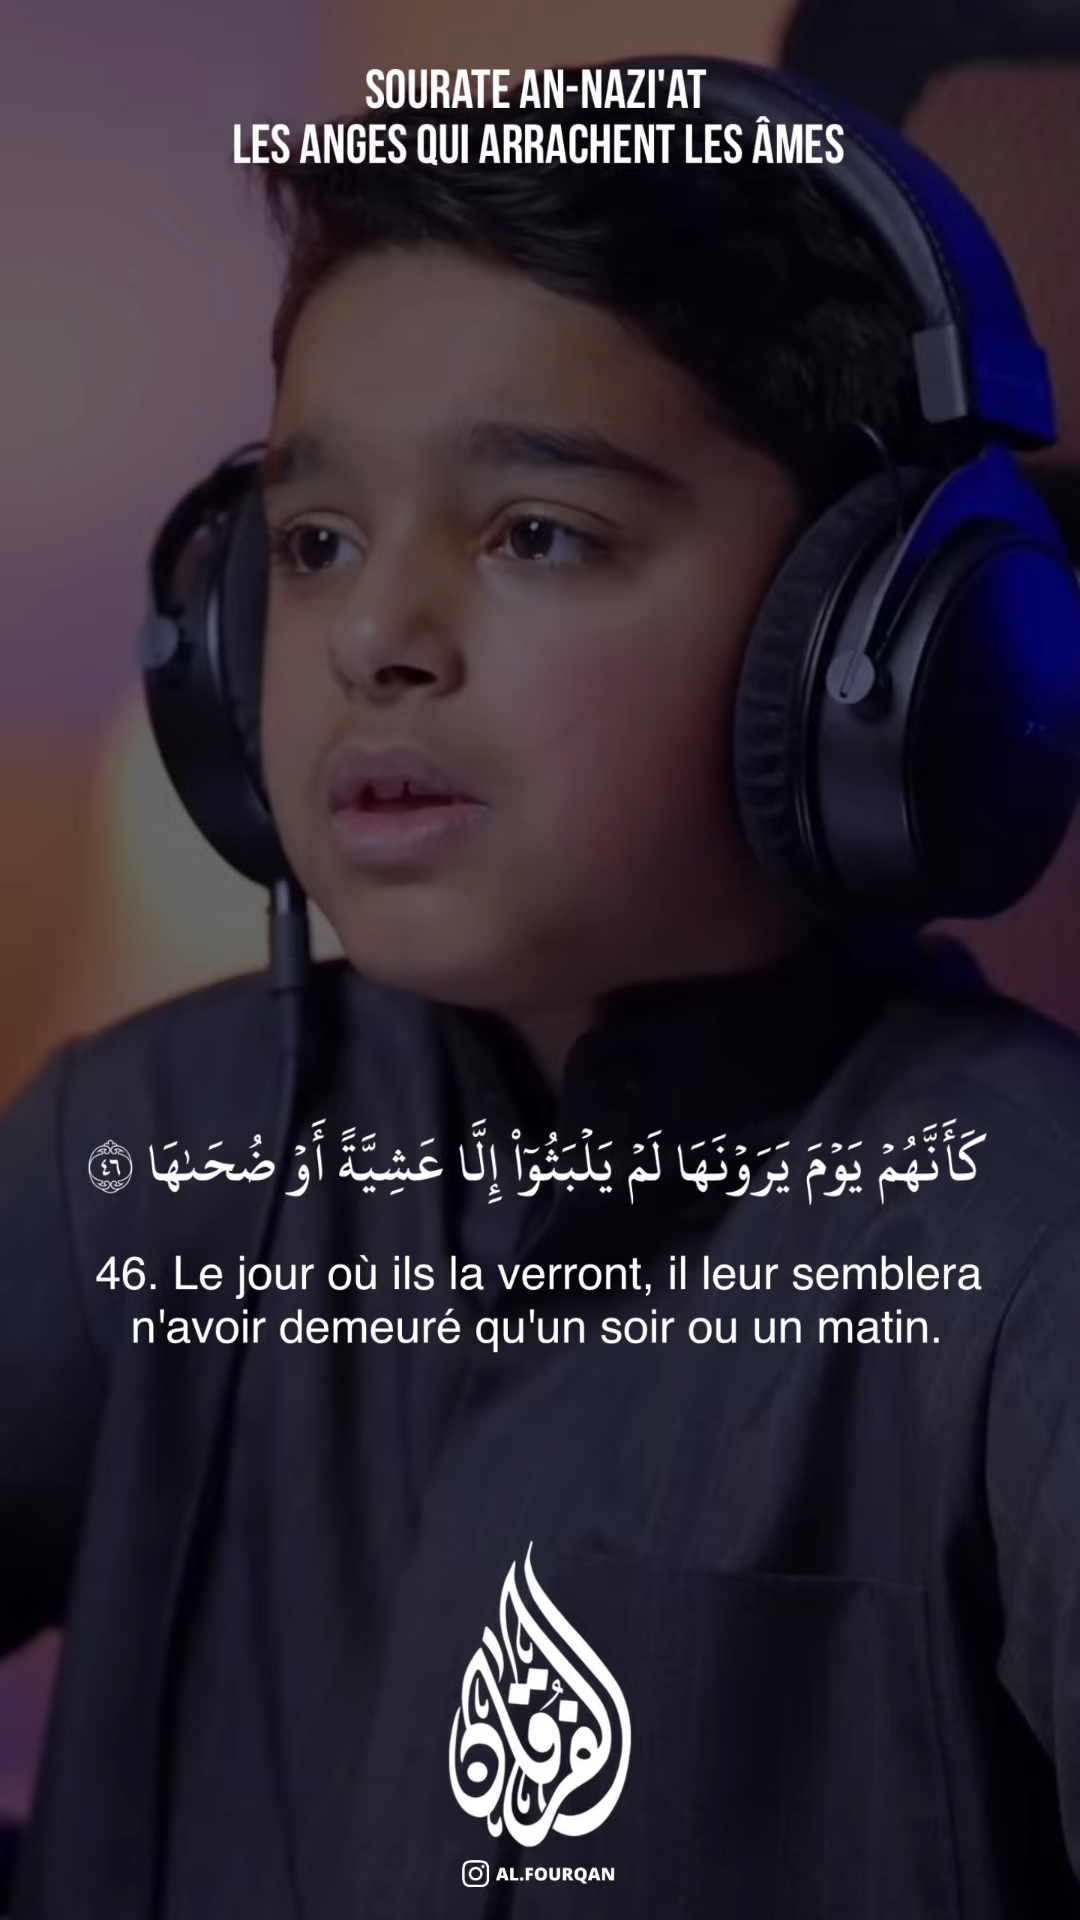 SOURATE AN-NAZI'AT
LES ANGES QUI ARRACHENT LES ÂMES
كَأَنَّهُمْ يَوْمَ يَرَوْنَهَا لَمْ يَلْبَثُوٓا۟ إِلَّا عَشِيَّةً أَوْ ضُحَىٰهَا ٤٦
46. Le jour où ils la verront, il leur semblera
n'avoir demeuré qu'un soir ou un matin.
الفرقان
AL.FOURQAN